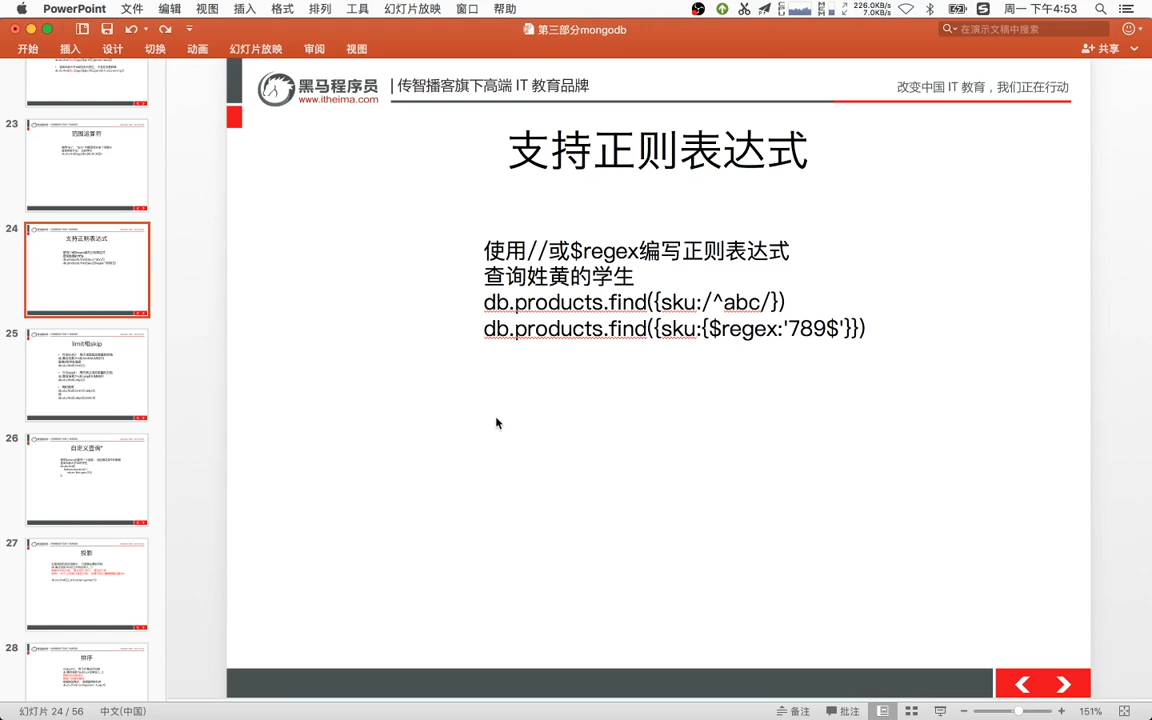 PowerPoint 文件 编辑 视图 插入 格式 工具 排列 幻灯片放映 窗口 帮助 226.0KB/s 7.0KB/s 周一 下午4:53
第三部分mongodb
在演示文稿中搜索
开始 插入 设计 切换 动画 幻灯片放映 审阅 视图 共享
黑马程序员
www.itheima.com
传智播客旗下高端 IT 教育品牌
改变中国 IT 教育，我们正在行动
支持正则表达式
使用//或$regex编写正则表达式
查询姓黄的学生
db.products.find({sku:/^abc/})
db.products.find({sku:{$regex:'789$'}})
23
范围运算符
24
支持正则表达式
25
limit和skip
26
自定义查询*
27
投影
28
排序
幻灯片 24 / 56 中文(中国) 备注 批注 151%